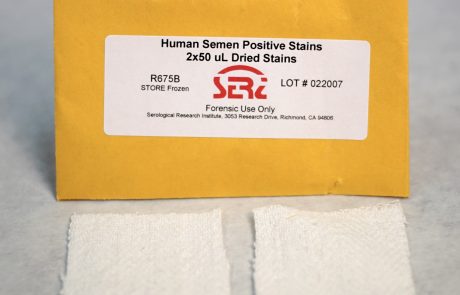 Human Semen Positive Stains
2x50 uL Dried Stains
R675B
STORE Frozen
SERi
LOT # 022007
Forensic Use Only
Serological Research Institute, 3053 Research Drive, Richmond, CA 94806